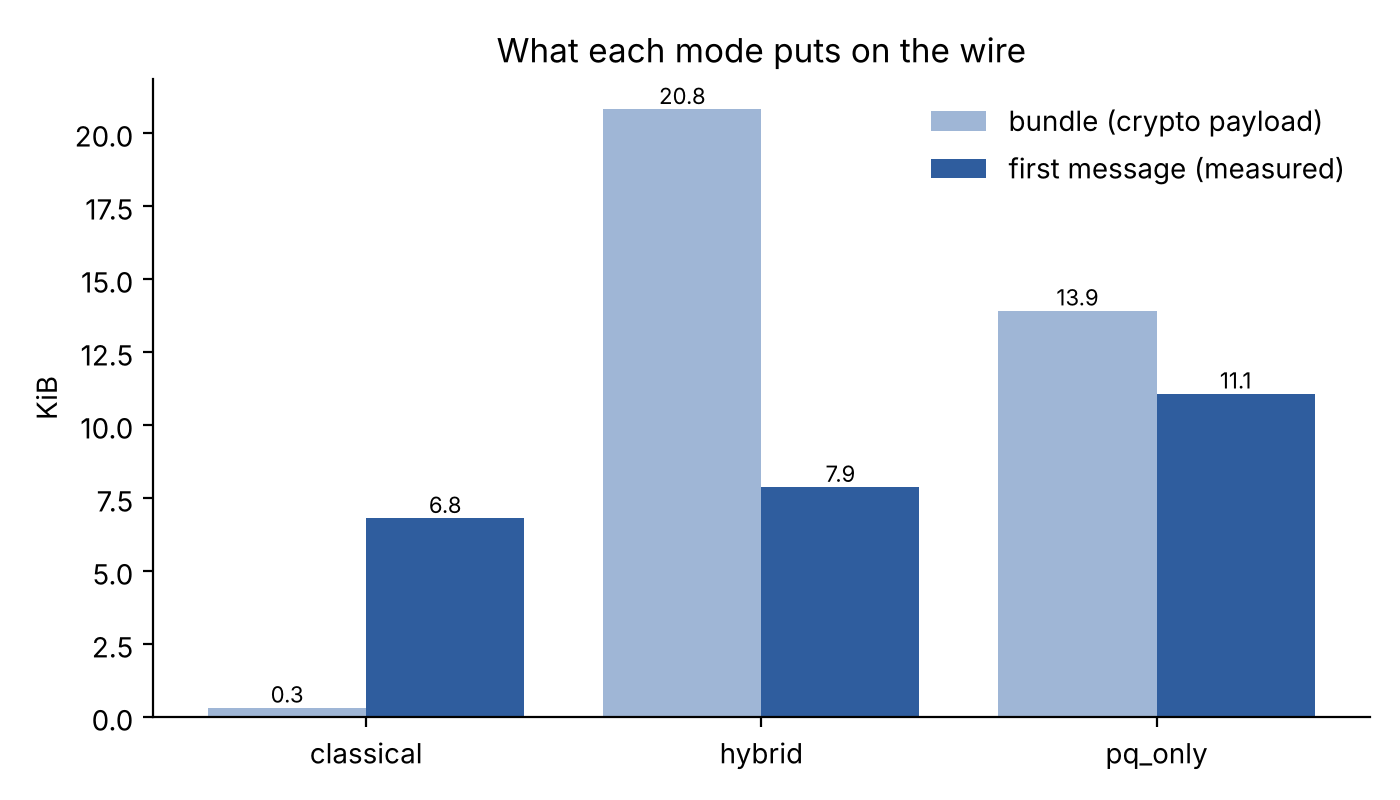 What each mode puts on the wire
bundle (crypto payload)
first message (measured)
KiB
20.0
17.5
15.0
12.5
10.0
7.5
5.0
2.5
0.0
0.3
6.8
20.8
7.9
13.9
11.1
classical
hybrid
pq_only